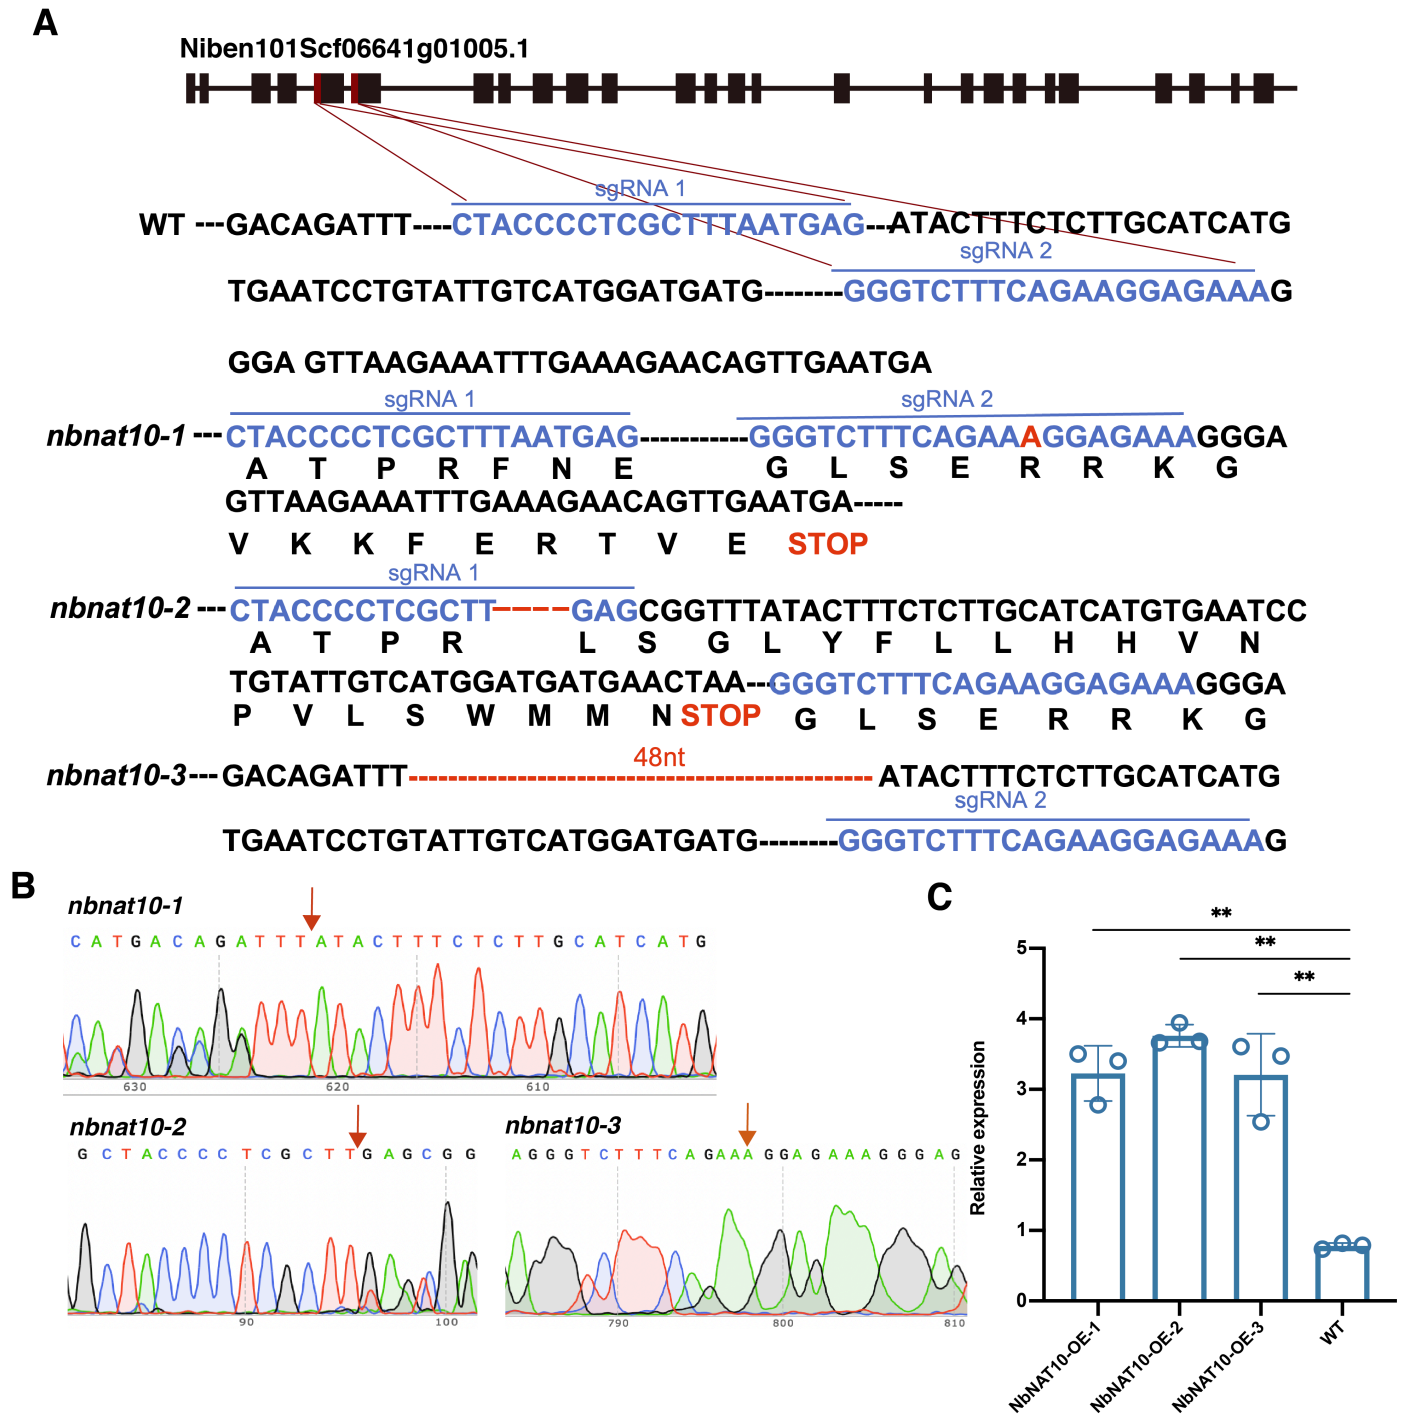 A
Niben101Scf06641g01005.1
sgRNA 1
WT ---GACAGATTT----CTACCCCTCGCTTTAATGAG---ATACTTTCTCTTGCATCATG
sgRNA 2
TGAATCCTGTATTGTCATGGATGATG--------GGGTCTTTCAGAAGGAGAAAG
GGA GTTAAGAAATTTGAAAGAACAGTTGAATGA
sgRNA 1 sgRNA 2
nbnat10-1 ---CTACCCCTCGCTTTAATGAG-----------GGGTCTTTCAGAAAGGAGAAAGGGA
A T P R F N E G L S E R R K G
GTTAAGAAATTTGAAAGAACAGTTGAATGA-----
V K K F E R T V E STOP
sgRNA 1
nbnat10-2 ---CTACCCCTCGCTT----GAGCGGTTTATACTTTCTCTTGCATCATGTGAATCC
A T P R L S G L Y F L L H H V N
TGTATTGTCATGGATGATGAACTAA---GGGTCTTTCAGAAGGAGAAAGGGA
P V L S W M M N STOP G L S E R R K G
48nt
nbnat10-3---GACAGATTT-----------------------------------------------ATACTTTCTCTTGCATCATG
sgRNA 2
TGAATCCTGTATTGTCATGGATGATG--------GGGTCTTTCAGAAGGAGAAAG
B
nbnat10-1
C A T G A C A G A T T T A T A C T T T C T C T T G C A T C A T G
630 620 610
nbnat10-2
G C T A C C C C T C G C T T G A G C G G
90 100
nbnat10-3
A G G G T C T T T C A G A A A G G A G A A A G G G A G
790 800 810
C
**
**
**
Relative expression
5
4
3
2
1
0
NbNAT10-OE-1
NbNAT10-OE-2
NbNAT10-OE-3
WT